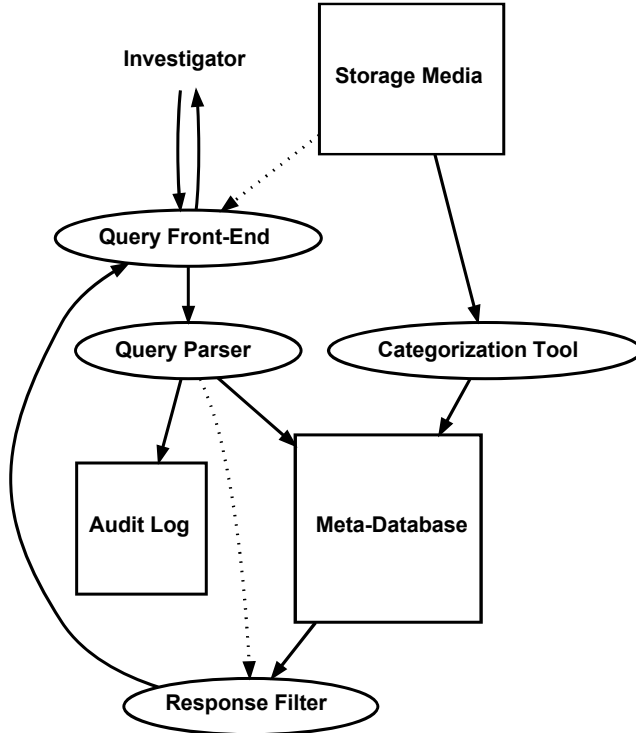 Investigator
Storage Media
Query Front-End
Query Parser
Categorization Tool
Audit Log
Meta-Database
Response Filter